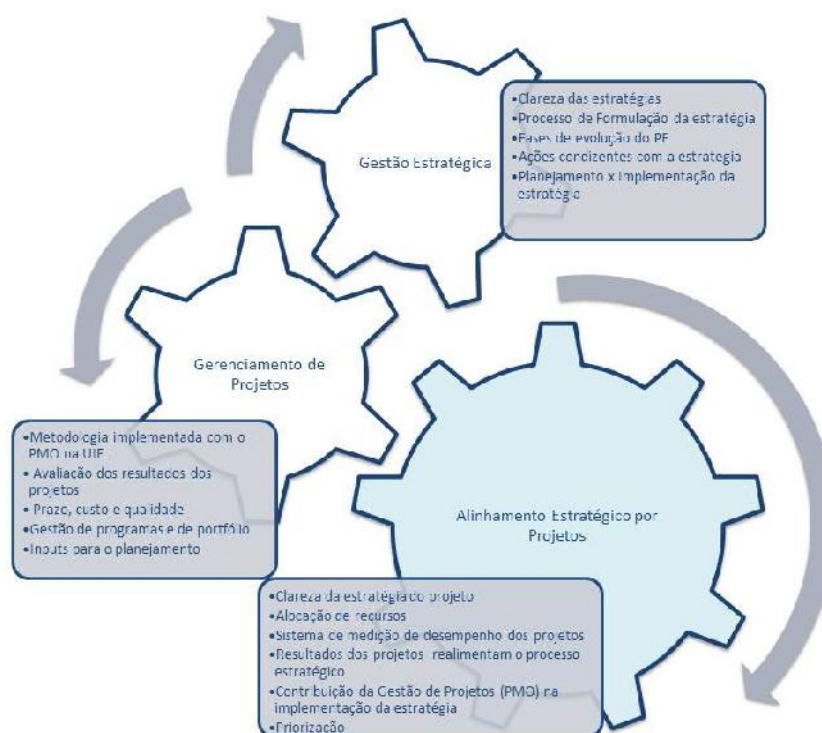 Gestão Estratégica
•Clareza das estratégias
•Processo de Formulação da estratégia
•Fases de evolução do PE
•Ações condizentes com a estrategia
•Planejamento x Implementação da
estratégia
Gerenciamento de
Projetos
•Metodologia implementada com o
PMO na UIF
• Avaliação dos resultados dos
projetos
• Prazo, custo e qualidade
•Gestão de programas e de portfólio
•Inputs para o planejamento
Alinhamento Estratégico por
Projetos
•Clareza da estratégia do projeto
•Alocação de recursos
•Sistema de medição de desempenho dos projetos
•Resultados dos projetos realimentam o processo
estratégico
•Contribuição da Gestão de Projetos (PMO) na
implementação da estratégia
•Priorização